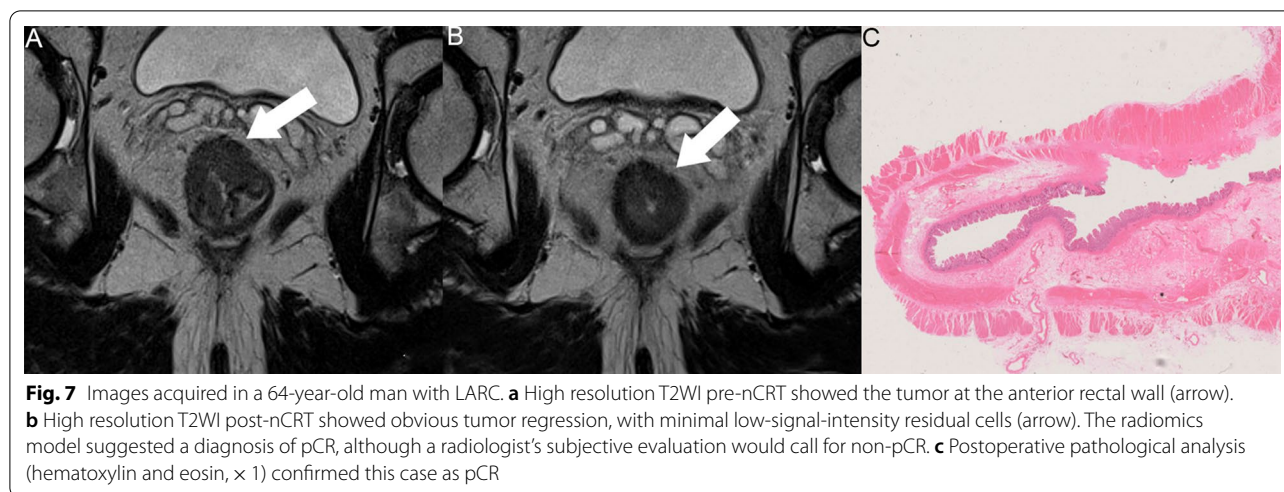 A
B
C
Fig. 7 Images acquired in a 64-year-old man with LARC. a High resolution T2WI pre-nCRT showed the tumor at the anterior rectal wall (arrow).
b High resolution T2WI post-nCRT showed obvious tumor regression, with minimal low-signal-intensity residual cells (arrow). The radiomics
model suggested a diagnosis of pCR, although a radiologist's subjective evaluation would call for non-pCR. c Postoperative pathological analysis
(hematoxylin and eosin, × 1) confirmed this case as pCR